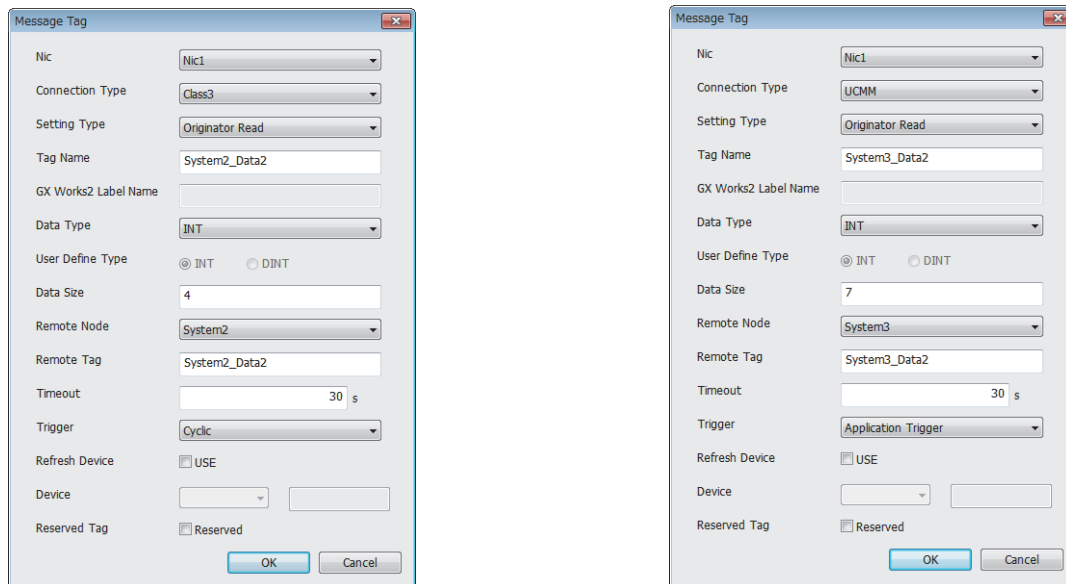 Message Tag
Nic Nic1
Connection Type Class3
Setting Type Originator Read
Tag Name System2_Data2
GX Works2 Label Name
Data Type INT
User Define Type INT DINT
Data Size 4
Remote Node System2
Remote Tag System2_Data2
Timeout 30 s
Trigger Cyclic
Refresh Device USE
Device
Reserved Tag Reserved
OK Cancel
Message Tag
Nic Nic1
Connection Type UCMM
Setting Type Originator Read
Tag Name System3_Data2
GX Works2 Label Name
Data Type INT
User Define Type INT DINT
Data Size 7
Remote Node System3
Remote Tag System3_Data2
Timeout 30 s
Trigger Application Trigger
Refresh Device USE
Device
Reserved Tag Reserved
OK Cancel